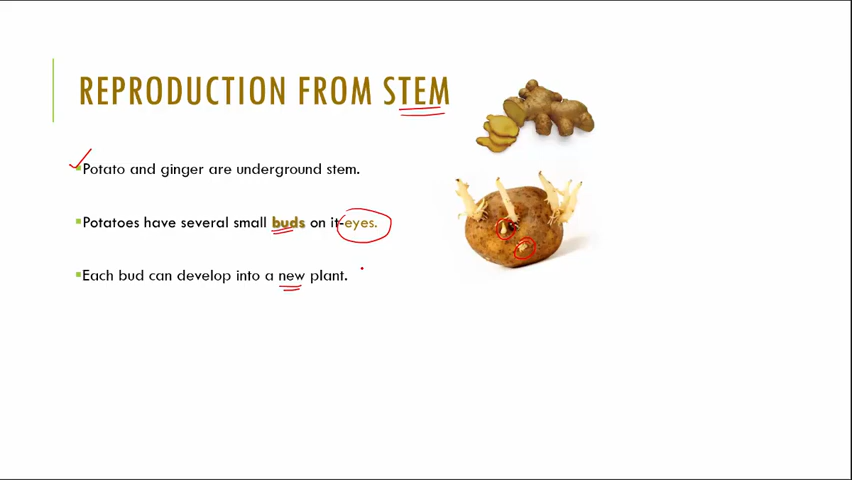 REPRODUCTION FROM STEM
Potato and ginger are underground stem.
Potatoes have several small buds on it-eyes.
Each bud can develop into a new plant.